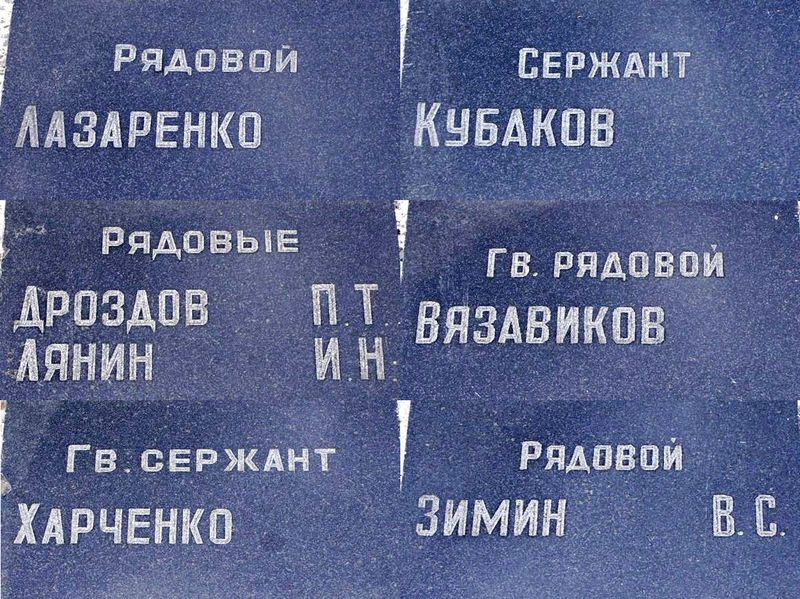 Рядовой
Лазаренко
Сержант
Кубаков
Рядовые
Дроздов П.Т
Лянин И.Н
Гв. рядовой
Вязавиков
Гв. сержант
Харченко
Рядовой
Зимин В.С.